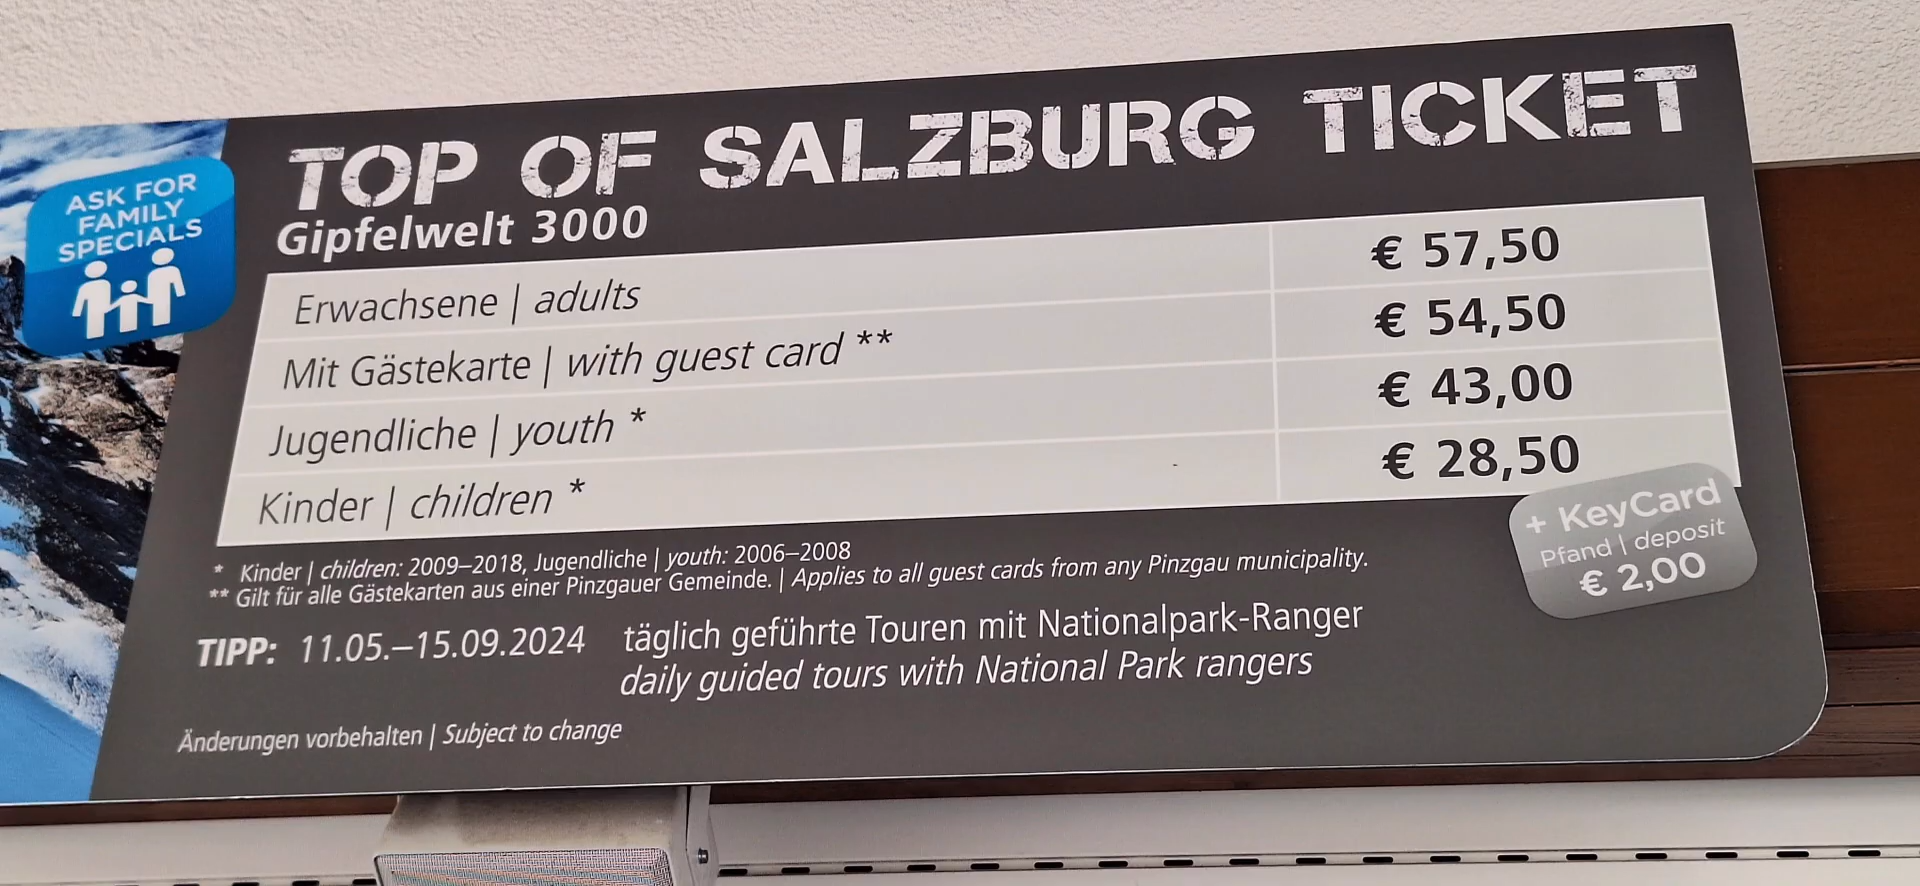 ASK FOR
FAMILY
SPECIALS
TOP OF SALZBURG TICKET
Gipfelwelt 3000
Erwachsene | adults € 57,50
Mit Gästekarte | with guest card ** € 54,50
Jugendliche | youth * € 43,00
Kinder | children * € 28,50
+ KeyCard
Pfand | deposit
€ 2,00
* Kinder | children: 2009–2018, Jugendliche | youth: 2006–2008
** Gilt für alle Gästekarten aus einer Pinzgauer Gemeinde. | Applies to all guest cards from any Pinzgau municipality.
TIPP: 11.05.–15.09.2024 täglich geführte Touren mit Nationalpark-Ranger
daily guided tours with National Park rangers
Änderungen vorbehalten | Subject to change